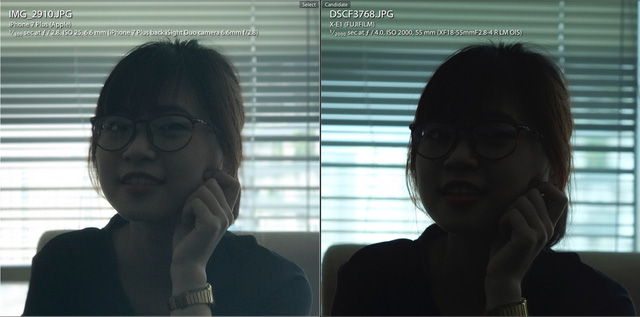 Select
IMG_2910.JPG
iPhone 7 Plus (Apple)
sec at ƒ / 2.8, ISO 25, 6.6 mm (iPhone 7 Plus back iSight Duo camera 6.6mm f/2.8)
Candidate
DSCF3768.JPG
X-E1 (FUJIFILM)
sec at ƒ / 4.0, ISO 2000, 55 mm (XF18-55mmF2.8-4 R LM OIS)